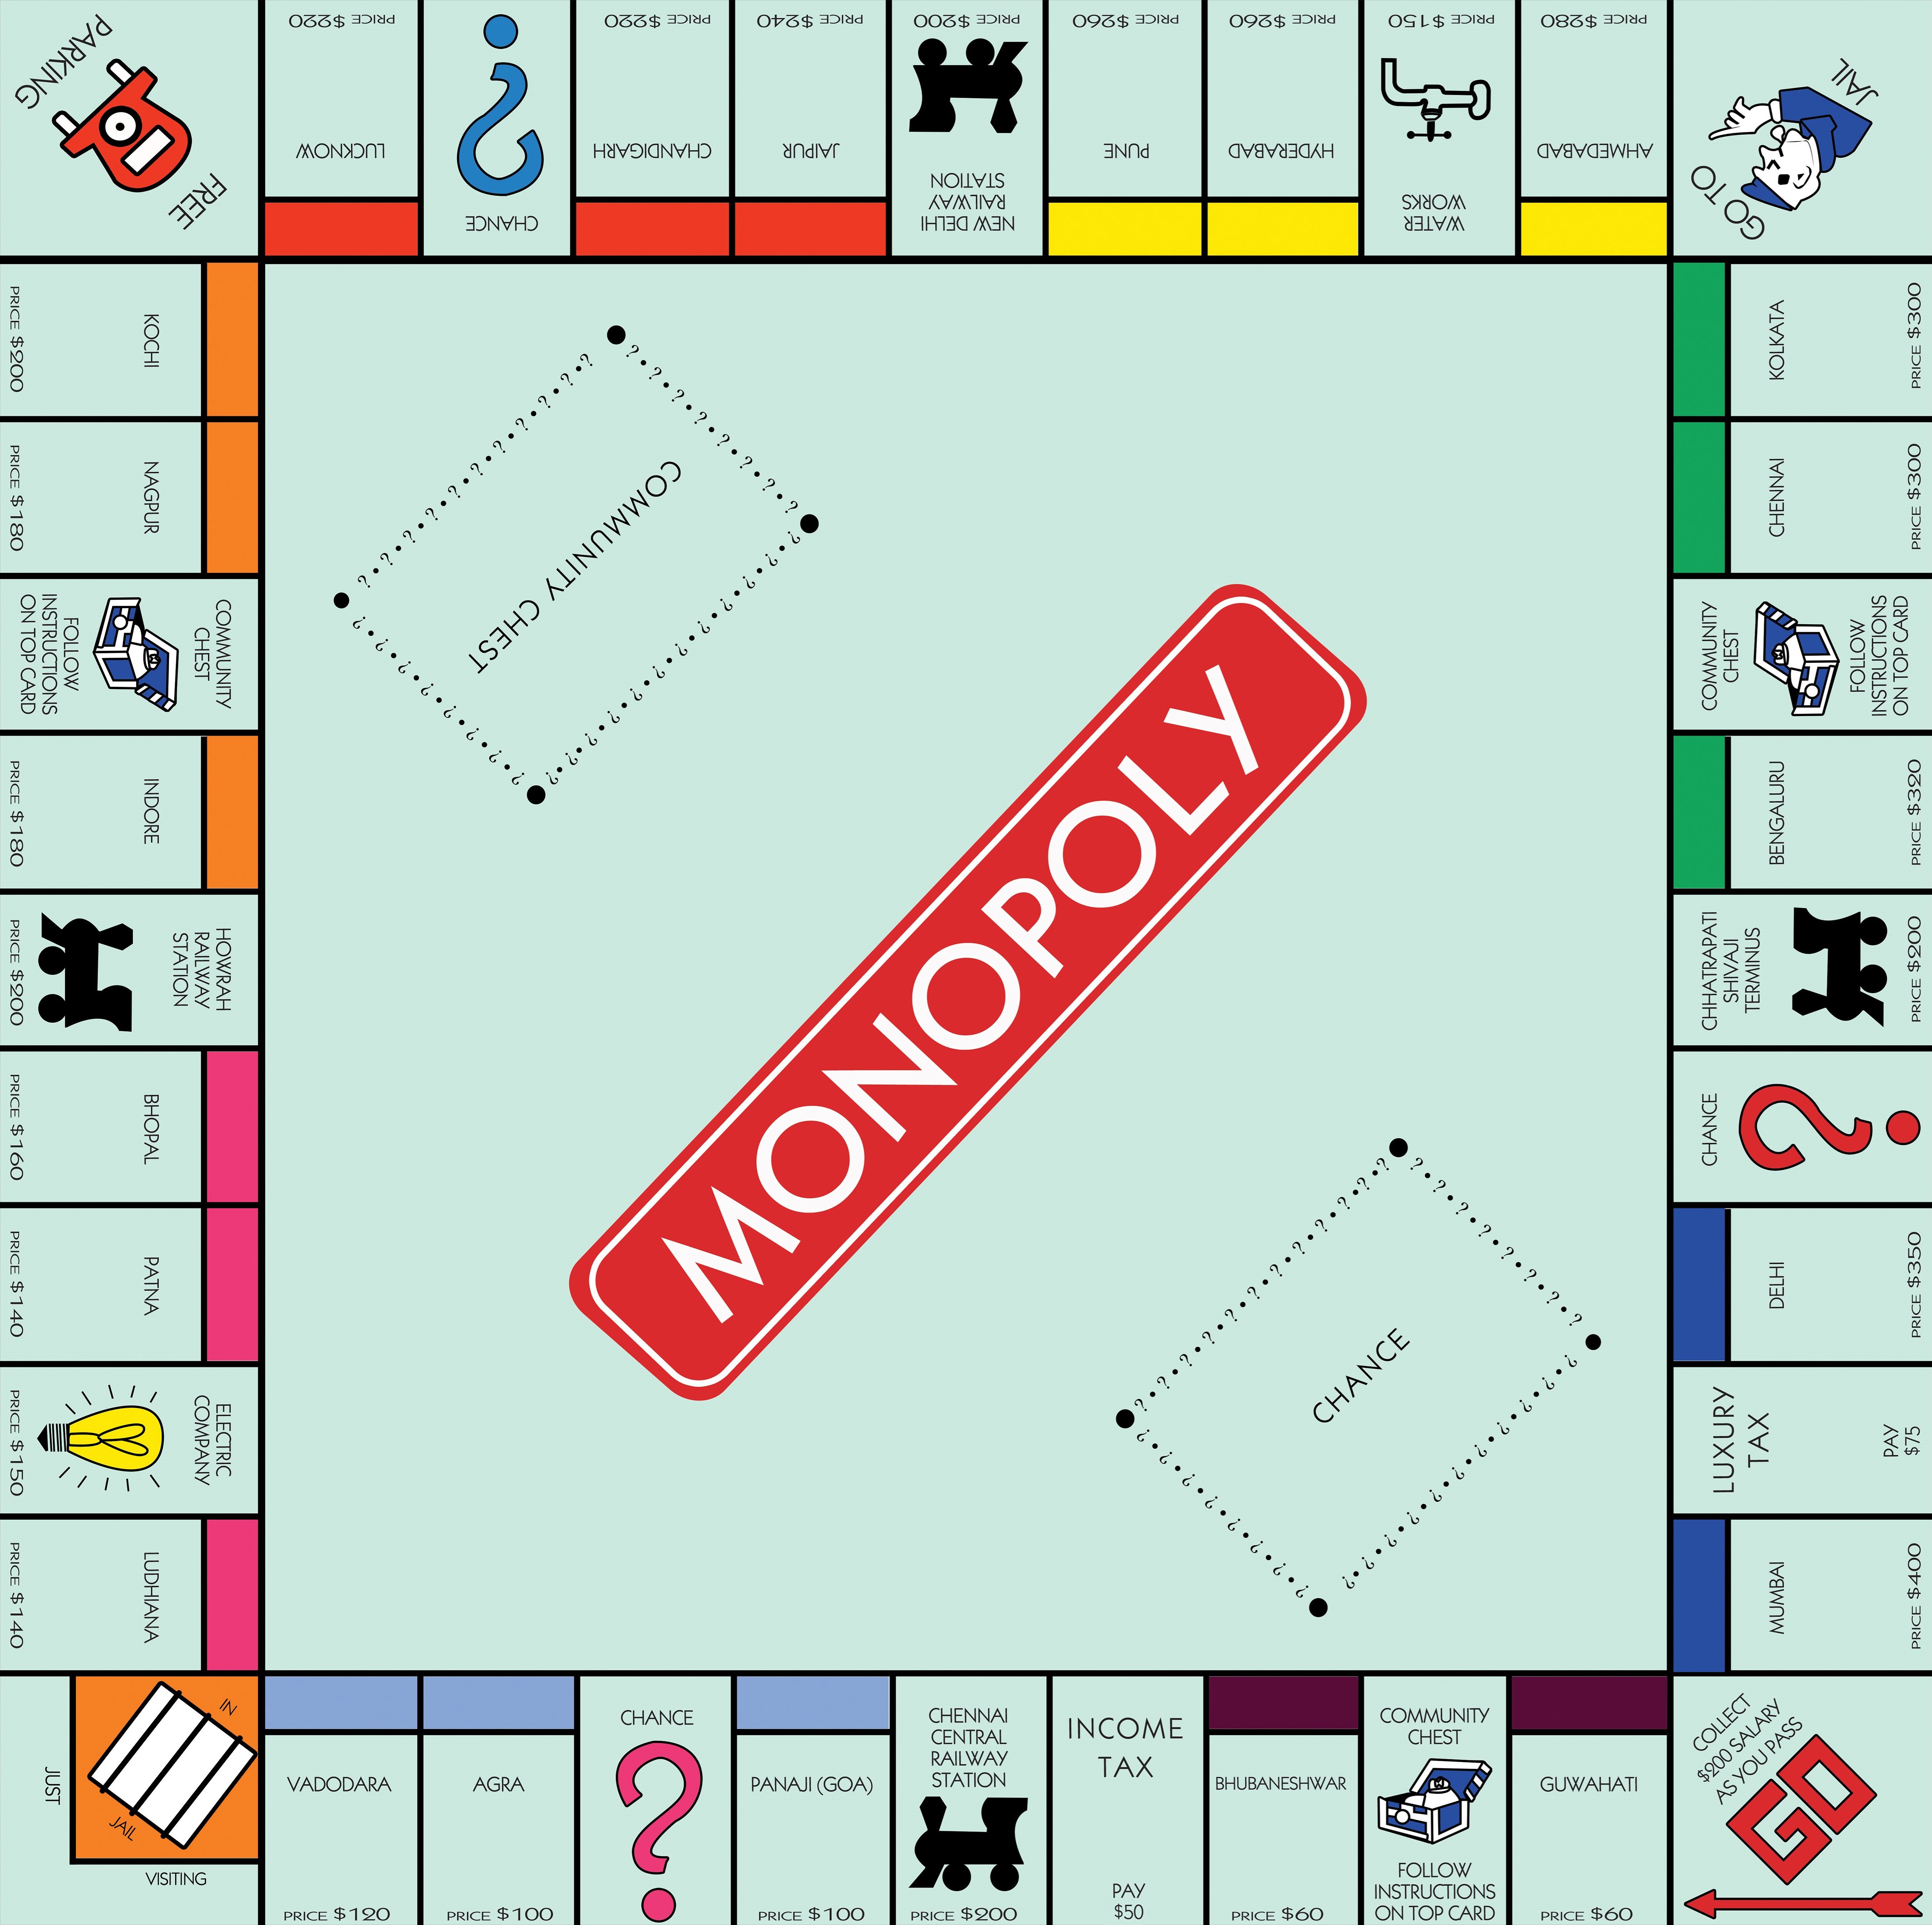 FREE
PARKING
LUCKNOW
PRICE $220
CHANCE
CHANDIGARH
PRICE $220
JAIPUR
PRICE $240
NEW DELHI
RAILWAY
STATION
PRICE $200
PUNE
PRICE $260
HYDERABAD
PRICE $260
WATER
WORKS
PRICE $150
AHMEDABAD
PRICE $280
GO TO
JAIL
KOLKATA
PRICE $300
CHENNAI
PRICE $300
COMMUNITY
CHEST
FOLLOW
INSTRUCTIONS
ON TOP CARD
BENGALURU
PRICE $320
CHHATRAPATI
SHIVAJI
TERMINUS
PRICE $200
CHANCE
DELHI
PRICE $350
LUXURY
TAX
PAY
$75
MUMBAI
PRICE $400
COLLECT
$200 SALARY
AS YOU PASS
GO
GUWAHATI
PRICE $60
COMMUNITY
CHEST
FOLLOW
INSTRUCTIONS
ON TOP CARD
BHUBANESHWAR
PRICE $60
INCOME
TAX
PAY
$50
CHENNAI
CENTRAL
RAILWAY
STATION
PRICE $200
PANAJI (GOA)
PRICE $100
CHANCE
AGRA
PRICE $100
VADODARA
PRICE $120
IN
JAIL
JUST
VISITING
LUDHIANA
PRICE $140
ELECTRIC
COMPANY
PRICE $150
PATNA
PRICE $140
BHOPAL
PRICE $160
HOWRAH
RAILWAY
STATION
PRICE $200
INDORE
PRICE $180
COMMUNITY
CHEST
FOLLOW
INSTRUCTIONS
ON TOP CARD
NAGPUR
PRICE $180
KOCHI
PRICE $200
COMMUNITY CHEST
MONOPOLY
CHANCE